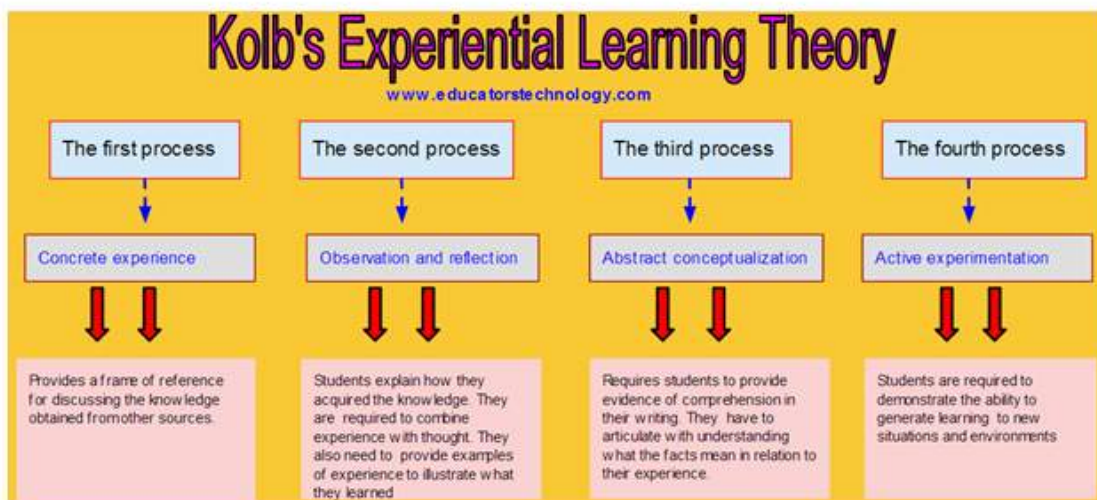 Kolb's Experiential Learning Theory
www.educatorstechnology.com
The first process
Concrete experience
Provides a frame of reference
for discussing the knowledge
obtained fromother sources.
The second process
Observation and reflection
Students explain how they
acquired the knowledge. They
are required to combine
experience with thought. They
also need to provide examples
of experience to illustrate what
they learned
The third process
Abstract conceptualization
Requires students to provide
evidence of comprehension in
their writing. They have to
articulate with understanding
what the facts mean in relation to
their experience.
The fourth process
Active experimentation
Students are required to
demonstrate the ability to
generate learning to new
situations and environments